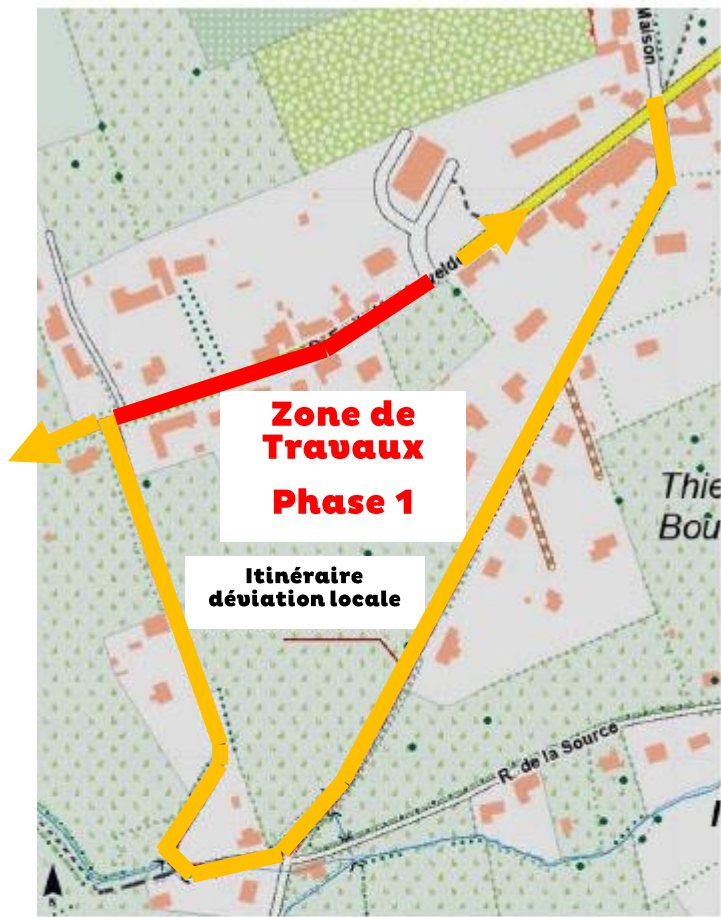 Maison
Zone de
Travaux
Phase 1
Itinéraire
déviation locale
Thie
Bou
R. de la Source